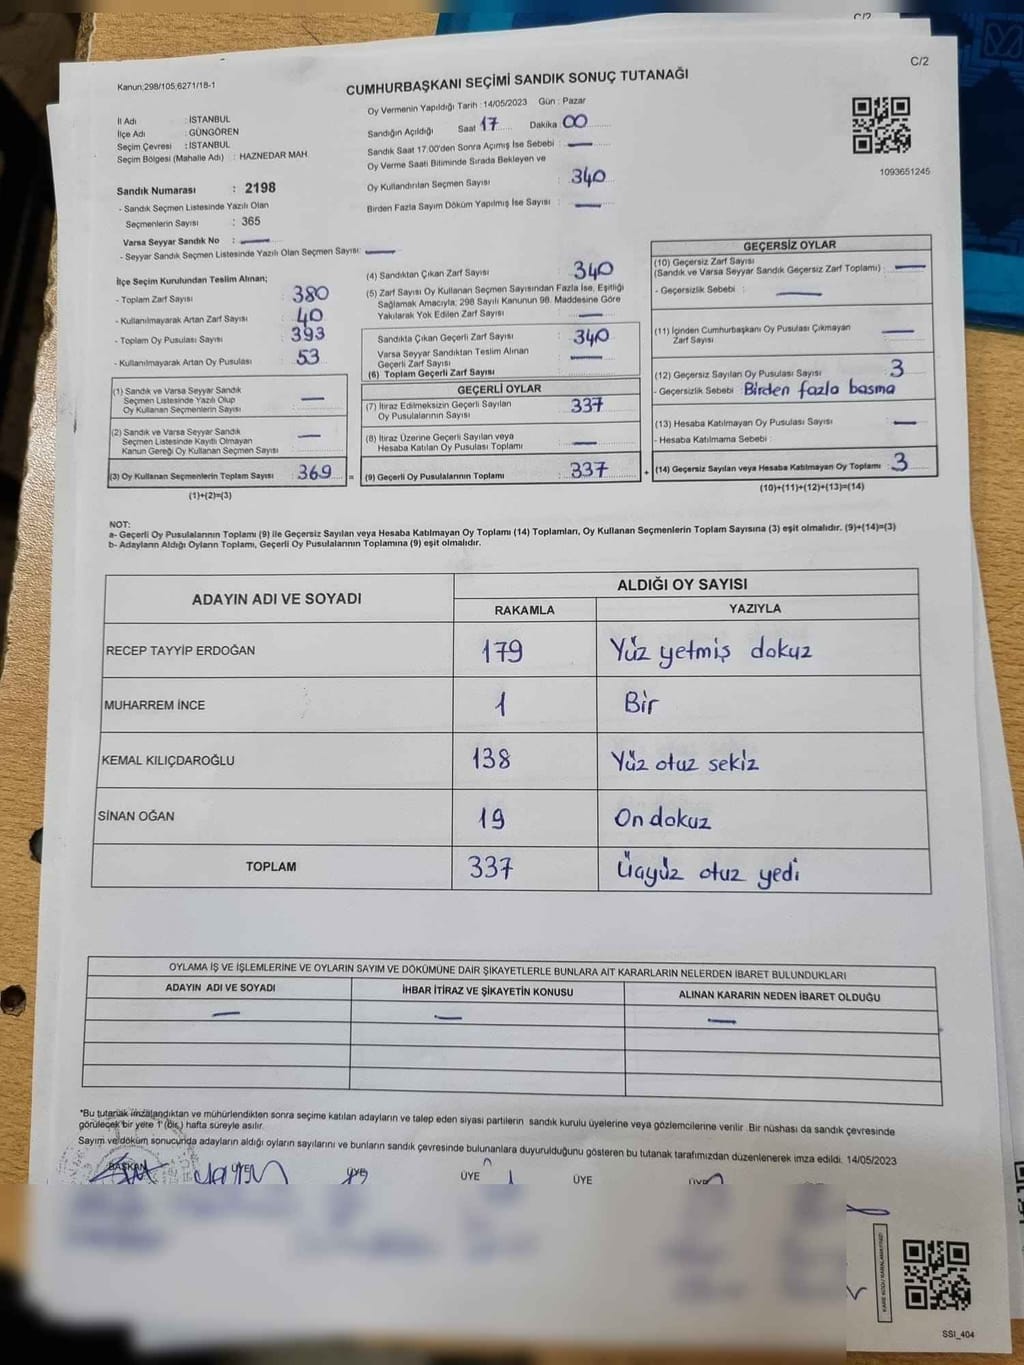 C/2
C/2
Kanun;298/105,6271/18-1
CUMHURBAŞKANI SEÇİMİ SANDIK SONUÇ TUTANAĞI
Oy Vermenin Yapıldığı Tarih : 14/05/2023 Gün : Pazar
İl Adı : İSTANBUL
İlçe Adı : GÜNGÖREN
Seçim Çevresi : İSTANBUL
Seçim Bölgesi (Mahalle Adı) : HAZNEDAR MAH.
Sandığın Açıldığı Saat 17 Dakika 00
Sandık Saat 17.00'den Sonra Açımış İse Sebebi : —
Oy Verme Saati Bitiminde Sırada Bekleyen ve
Oy Kullandırılan Seçmen Sayısı : 340
Birden Fazla Sayım Döküm Yapılmış İse Sayısı : —
1093651245
Sandık Numarası : 2198
- Sandık Seçmen Listesinde Yazılı Olan
Seçmenlerin Sayısı : 365
Varsa Seyyar Sandık No : —
- Seyyar Sandık Seçmen Listesinde Yazılı Olan Seçmen Sayısı: —
İlçe Seçim Kurulundan Teslim Alınan;
- Toplam Zarf Sayısı : 380
- Kullanılmayarak Artan Zarf Sayısı : 40
- Toplam Oy Pusulası Sayısı : 393
- Kullanılmayarak Artan Oy Pusulası : 53
(1) Sandık ve Varsa Seyyar Sandık
Seçmen Listesinde Yazılı Olup
Oy Kullanan Seçmenlerin Sayısı : —
(2) Sandık ve Varsa Seyyar Sandık
Seçmen Listesinde Kayıtlı Olmayan
Kanun Gereği Oy Kullanan Seçmen Sayısı : —
(3) Oy Kullanan Seçmenlerin Toplam Sayısı : 369 =
(1)+(2)=(3)
(4) Sandıktan Çıkan Zarf Sayısı : 340
(5) Zarf Sayısı Oy Kullanan Seçmen Sayısından Fazla İse, Eşitliği
Sağlamak Amacıyla; 298 Sayılı Kanunun 98. Maddesine Göre
Yakılarak Yok Edilen Zarf Sayısı : —
Sandıkta Çıkan Geçerli Zarf Sayısı : 340
Varsa Seyyar Sandıktan Teslim Alınan
Geçerli Zarf Sayısı : —
(6) Toplam Geçerli Zarf Sayısı
GEÇERLİ OYLAR
(7) İtiraz Edilmeksizin Geçerli Sayılan
Oy Pusulalarının Sayısı : 337
(8) İtiraz Üzerine Geçerli Sayılan veya
Hesaba Katılan Oy Pusulası Toplamı : —
(9) Geçerli Oy Pusulalarının Toplamı : 337 +
GEÇERSİZ OYLAR
(10) Geçersiz Zarf Sayısı
(Sandık ve Varsa Seyyar Sandık Geçersiz Zarf Toplamı) : —
- Geçersizlik Sebebi : —
(11) İçinden Cumhurbaşkanı Oy Pusulası Çıkmayan
Zarf Sayısı : —
(12) Geçersiz Sayılan Oy Pusulası Sayısı : 3
- Geçersizlik Sebebi : Birden fazla basma
(13) Hesaba Katılmayan Oy Pusulası Sayısı : —
- Hesaba Katılmama Sebebi :
(14) Geçersiz Sayılan veya Hesaba Katılmayan Oy Toplamı : 3
(10)+(11)+(12)+(13)=(14)
NOT:
a- Geçerli Oy Pusulalarının Toplamı (9) ile Geçersiz Sayılan veya Hesaba Katılmayan Oy Toplamı (14) Toplamları, Oy Kullanan Seçmenlerin Toplam Sayısına (3) eşit olmalıdır. (9)+(14)=(3)
b- Adayların Aldığı Oyların Toplamı, Geçerli Oy Pusulalarının Toplamına (9) eşit olmalıdır.
ADAYIN ADI VE SOYADI
ALDIĞI OY SAYISI
RAKAMLA YAZIYLA
RECEP TAYYİP ERDOĞAN 179 Yüz yetmiş dokuz
MUHARREM İNCE 1 Bir
KEMAL KILIÇDAROĞLU 138 Yüz otuz sekiz
SİNAN OĞAN 19 On dokuz
TOPLAM 337 Üçyüz otuz yedi
OYLAMA İŞ VE İŞLEMLERİNE VE OYLARIN SAYIM VE DÖKÜMÜNE DAİR ŞİKAYETLERLE BUNLARA AİT KARARLARIN NELERDEN İBARET BULUNDUKLARI
ADAYIN ADI VE SOYADI İHBAR İTİRAZ VE ŞİKAYETİN KONUSU ALINAN KARARIN NEDEN İBARET OLDUĞU
— — —
*Bu tutanak imzalandıktan ve mühürlendikten sonra seçime katılan adayların ve talep eden siyasi partilerin sandık kurulu üyelerine veya gözlemcilerine verilir .Bir nüshası da sandık çevresinde
görülecek bir yere 1 (bir) hafta süreyle asılır.
Sayım ve döküm sonucunda adayların aldığı oyların sayılarını ve bunların sandık çevresinde bulunanlara duyurulduğunu gösteren bu tutanak tarafımızdan düzenlenerek imza edildi. 14/05/2023
BAŞKAN ÜYE ÜYE ÜYE ÜYE ÜYE
SSI_404